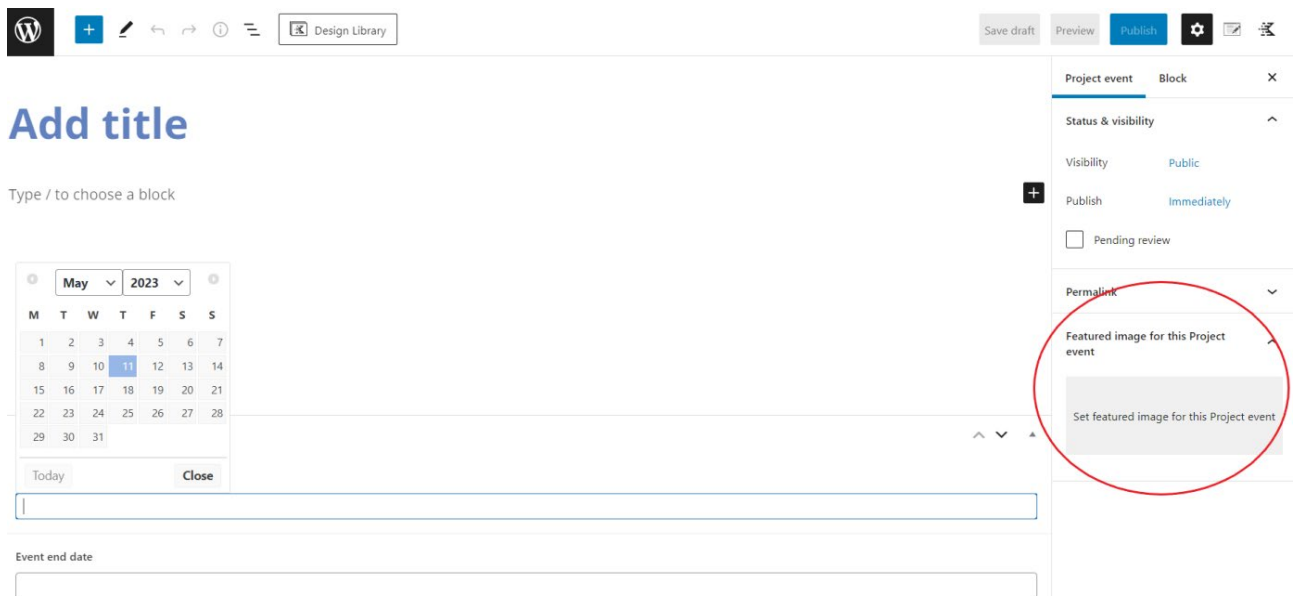 Design Library
Save draft
Preview
Publish
Add title
Type / to choose a block
Project event
Block
Status & visibility
Visibility
Public
Publish
Immediately
Pending review
Permalink
Featured image for this Project
event
Set featured image for this Project event
May
2023
M T W T F S S
1 2 3 4 5 6 7
8 9 10 11 12 13 14
15 16 17 18 19 20 21
22 23 24 25 26 27 28
29 30 31
Today
Close
Event end date